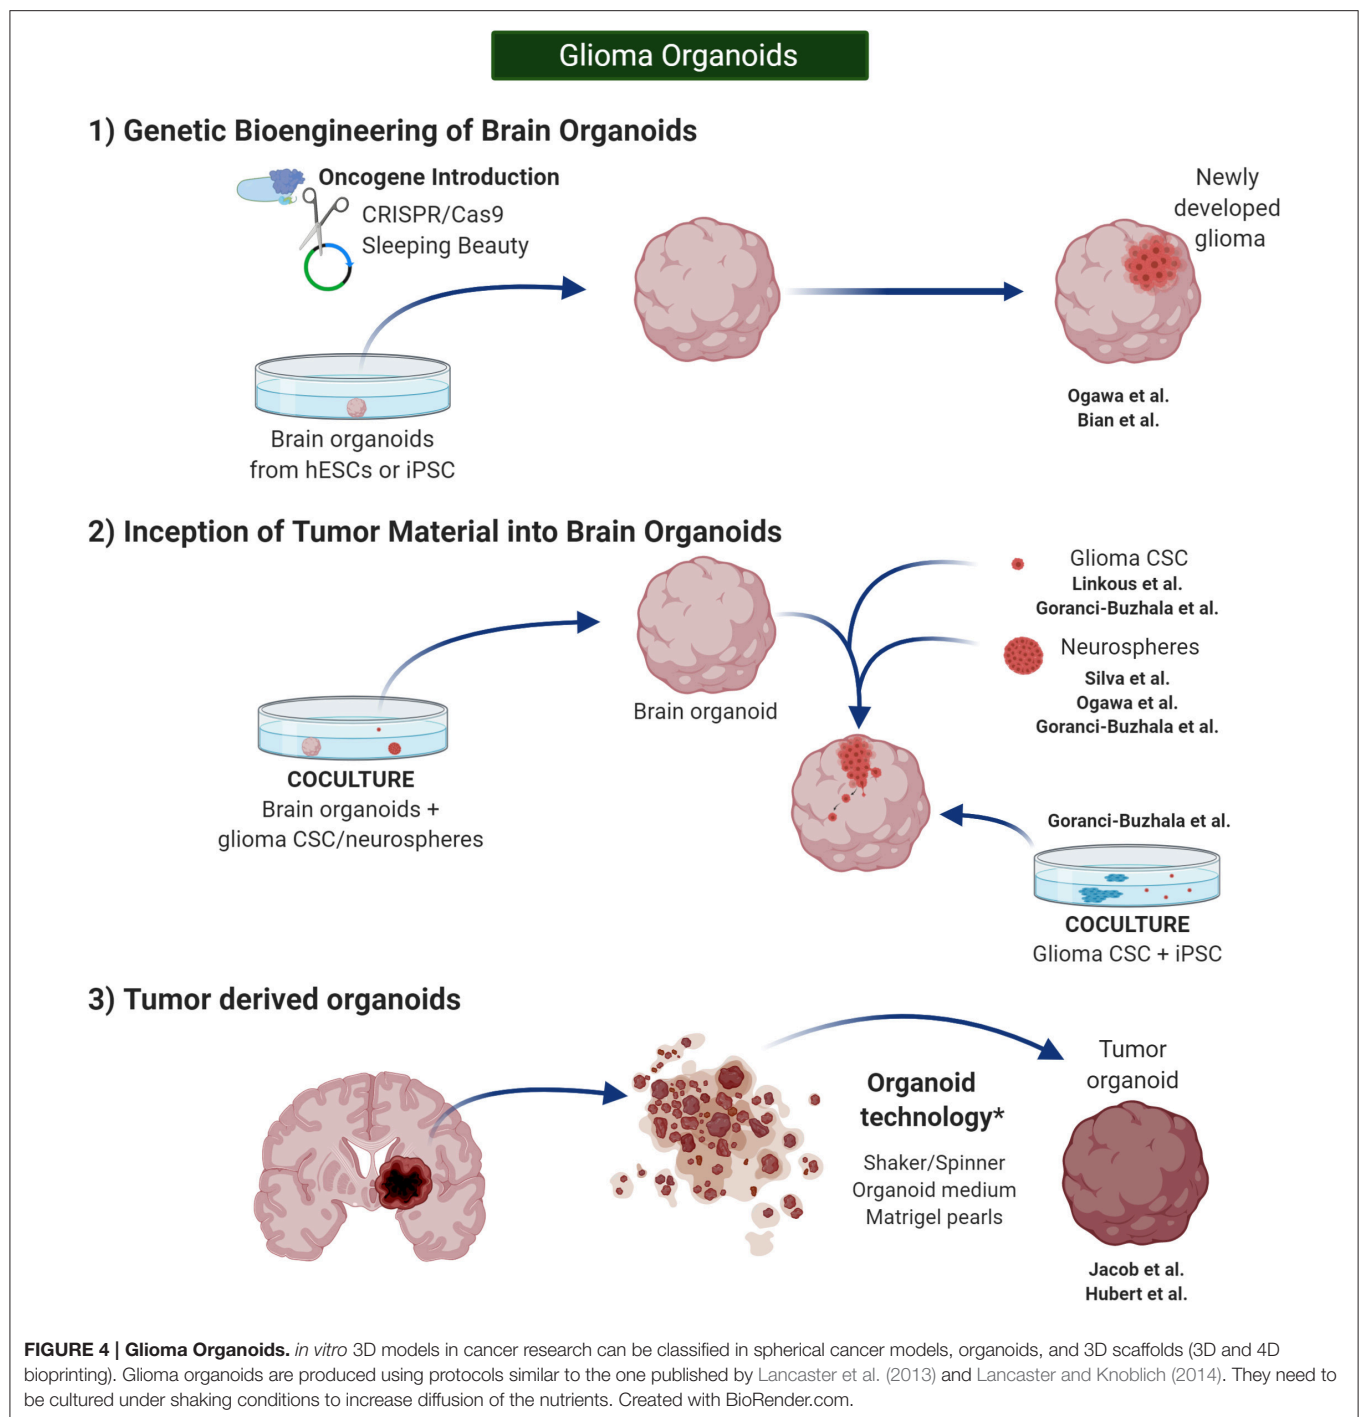 Glioma Organoids
1) Genetic Bioengineering of Brain Organoids
Oncogene Introduction
CRISPR/Cas9
Sleeping Beauty
Newly
developed
glioma
Ogawa et al.
Bian et al.
Brain organoids
from hESCs or iPSC
2) Inception of Tumor Material into Brain Organoids
Glioma CSC
Linkous et al.
Goranci-Buzhala et al.
Neurospheres
Silva et al.
Ogawa et al.
Goranci-Buzhala et al.
Brain organoid
COCULTURE
Brain organoids +
glioma CSC/neurospheres
Goranci-Buzhala et al.
COCULTURE
Glioma CSC + iPSC
3) Tumor derived organoids
Organoid
technology*
Shaker/Spinner
Organoid medium
Matrigel pearls
Tumor
organoid
Jacob et al.
Hubert et al.
FIGURE 4 | Glioma Organoids. in vitro 3D models in cancer research can be classified in spherical cancer models, organoids, and 3D scaffolds (3D and 4D
bioprinting). Glioma organoids are produced using protocols similar to the one published by Lancaster et al. (2013) and Lancaster and Knoblich (2014). They need to
be cultured under shaking conditions to increase diffusion of the nutrients. Created with BioRender.com.